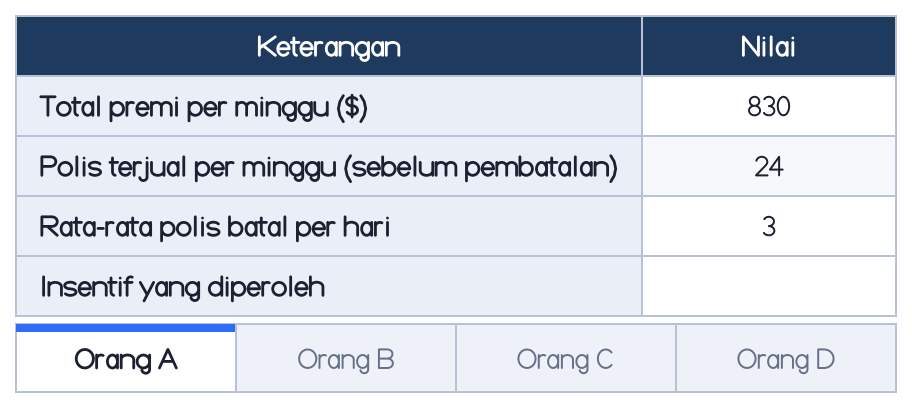 Keterangan Nilai
Total premi per minggu ($) 830
Polis terjual per minggu (sebelum pembatalan) 24
Rata-rata polis batal per hari 3
Insentif yang diperoleh
Orang A Orang B Orang C Orang D